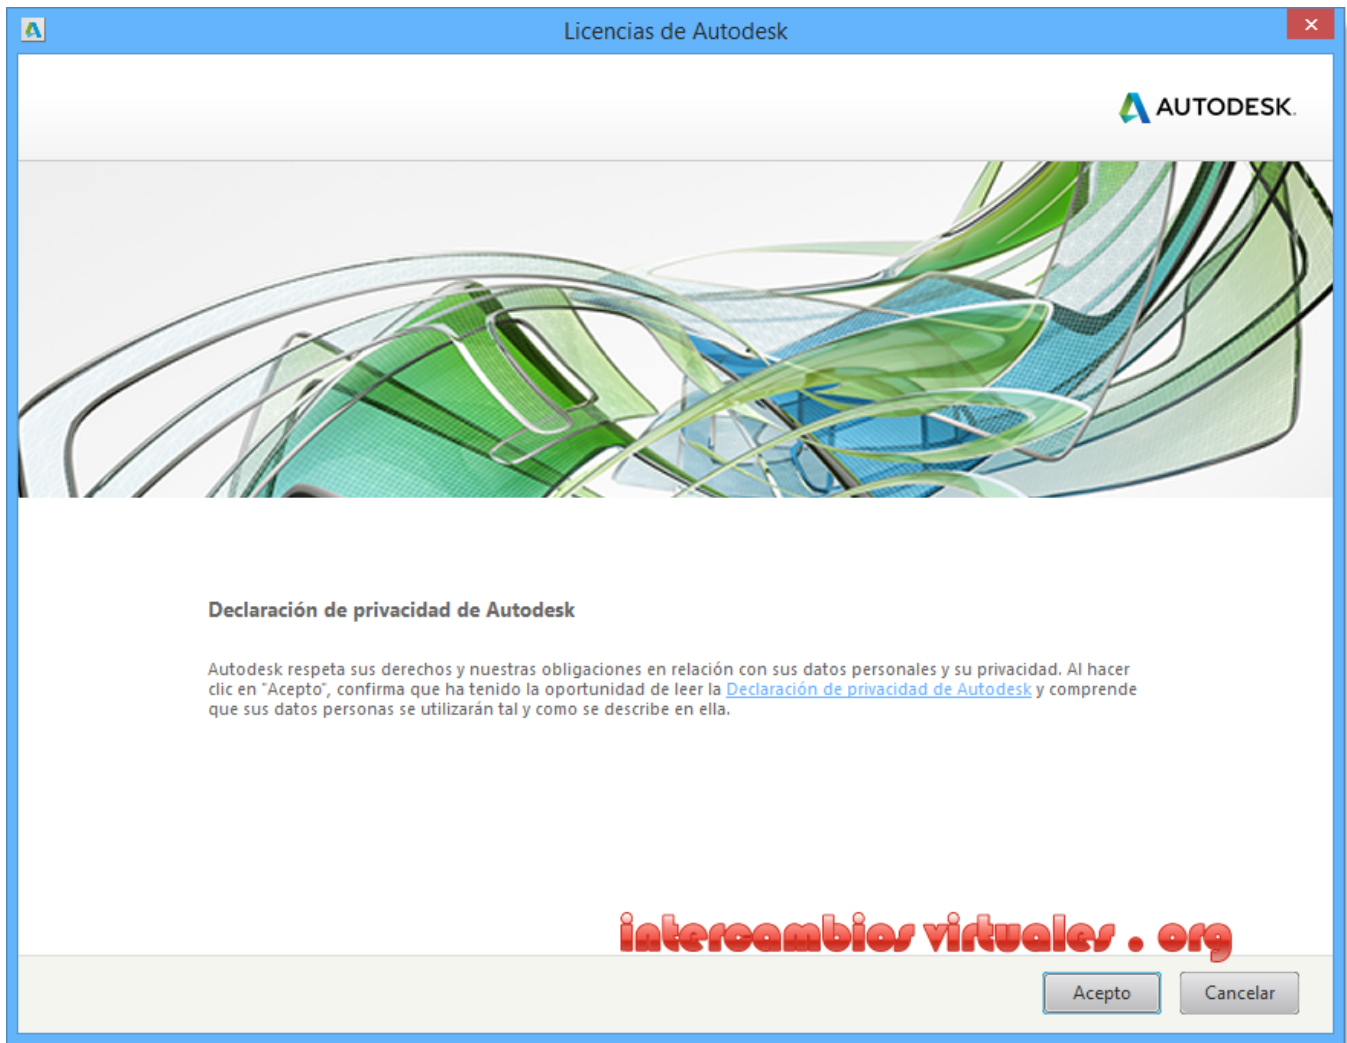 Licencias de Autodesk
AUTODESK.
Declaración de privacidad de Autodesk
Autodesk respeta sus derechos y nuestras obligaciones en relación con sus datos personales y su privacidad. Al hacer
clic en "Acepto", confirma que ha tenido la oportunidad de leer la Declaración de privacidad de Autodesk y comprende
que sus datos personas se utilizarán tal y como se describe en ella.
intercambios virtuales . org
Acepto
Cancelar